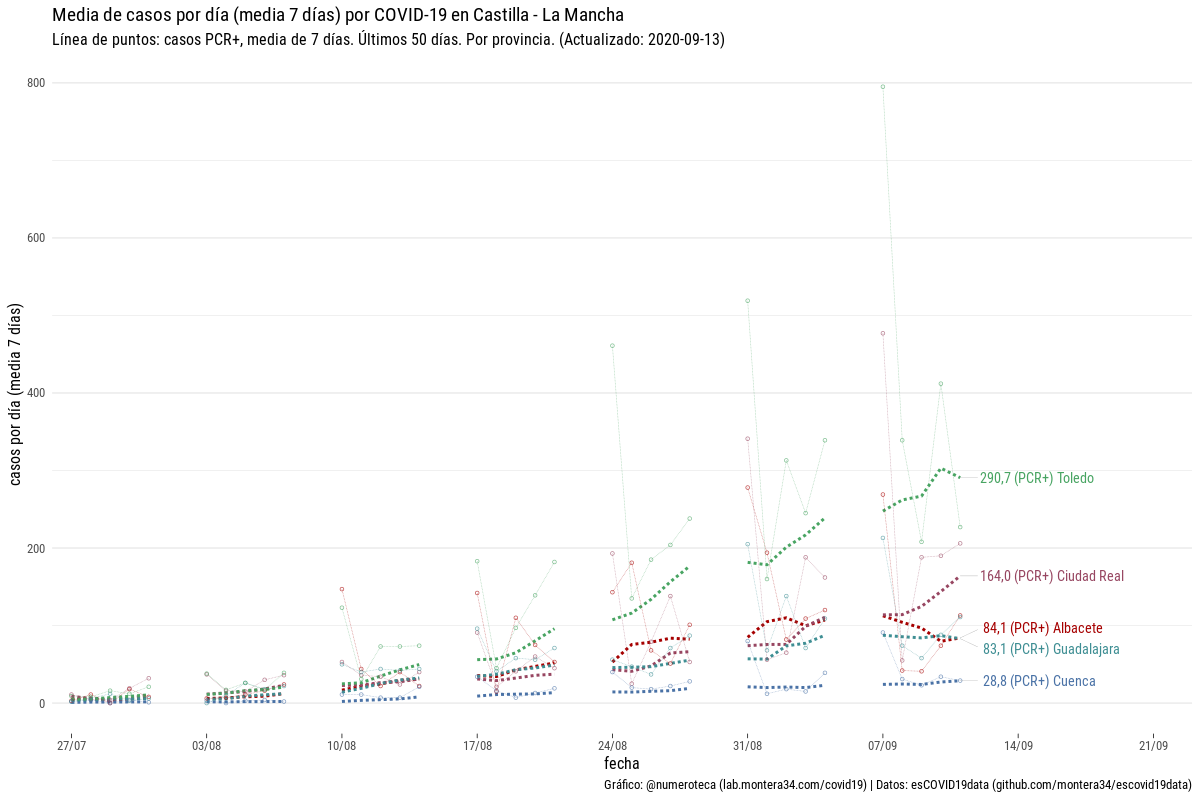 Media de casos por día (media 7 días) por COVID-19 en Castilla - La Mancha
Línea de puntos: casos PCR+, media de 7 días. Últimos 50 días. Por provincia. (Actualizado: 2020-09-13)
casos por día (media 7 días)
800
600
400
200
0
290,7 (PCR+) Toledo
164,0 (PCR+) Ciudad Real
84,1 (PCR+) Albacete
83,1 (PCR+) Guadalajara
28,8 (PCR+) Cuenca
27/07 03/08 10/08 17/08 24/08 31/08 07/09 14/09 21/09
fecha
Gráfico: @numeroteca (lab.montera34.com/covid19) | Datos: esCOVID19data (github.com/montera34/escovid19data)